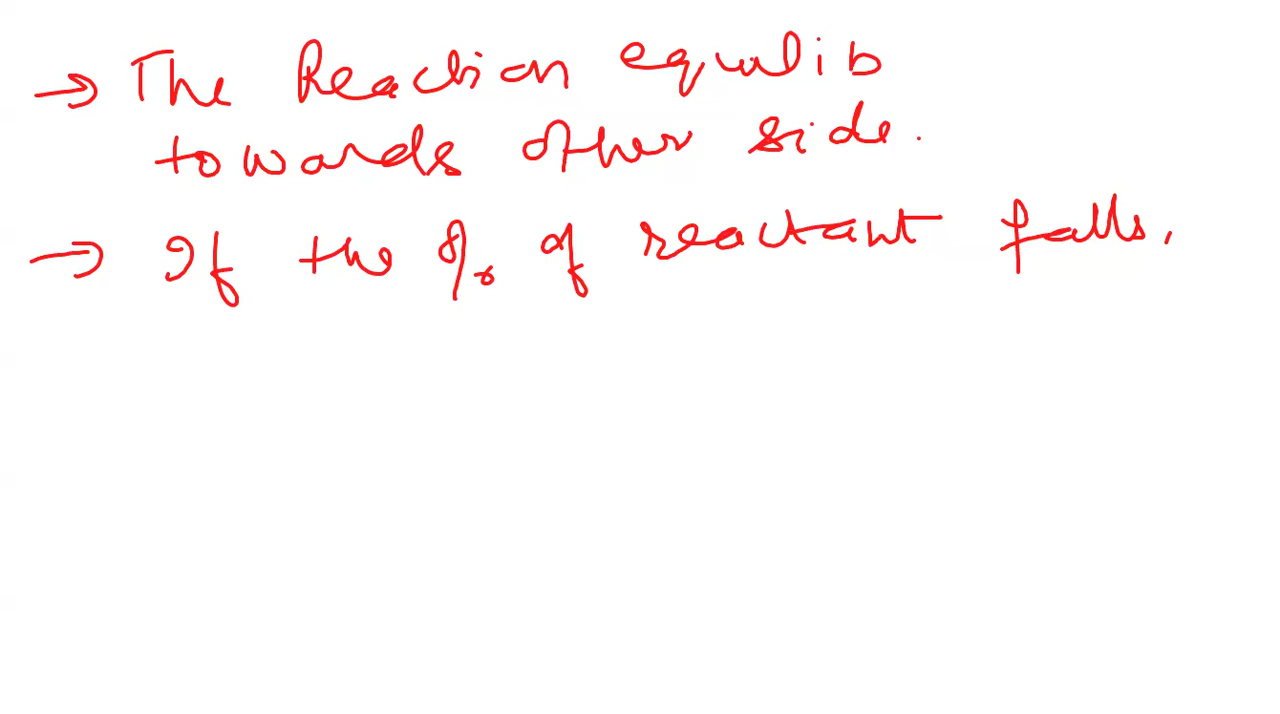 → The Reaction equilib
towards other side.
→ If the % of reactant falls,